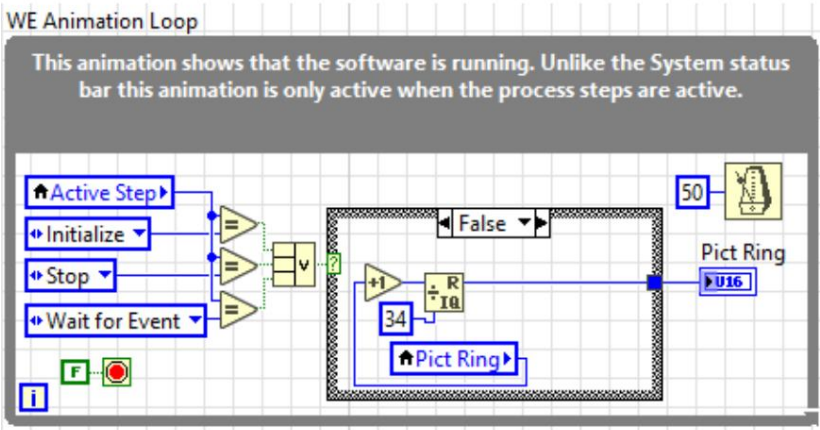 WE Animation Loop
This animation shows that the software is running. Unlike the System status
bar this animation is only active when the process steps are active.
Active Step
Initialize
Stop
Wait for Event
=
=
=
V
?
False
+1
R
IQ
34
Pict Ring
50
Pict Ring
U16
F
i